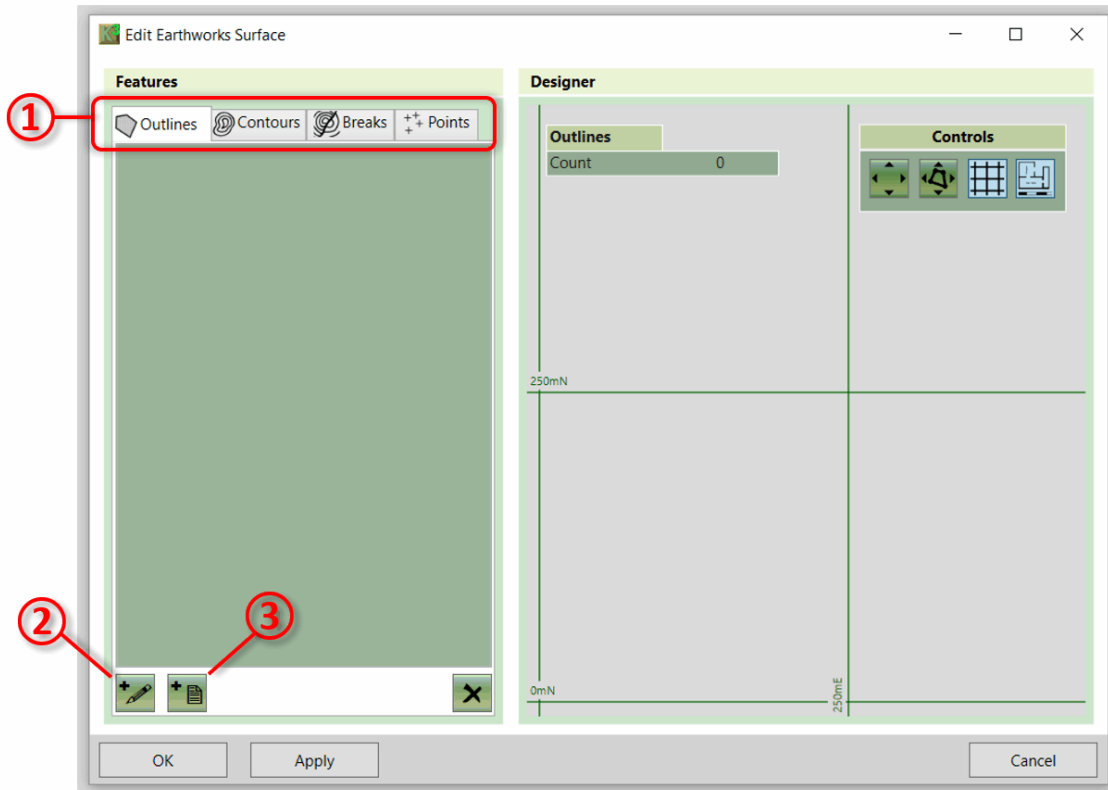 Edit Earthworks Surface
Features
Designer
1
Outlines Contours Breaks Points
Outlines
Count 0
Controls
250mN
2
3
0mN
250mE
OK Apply Cancel